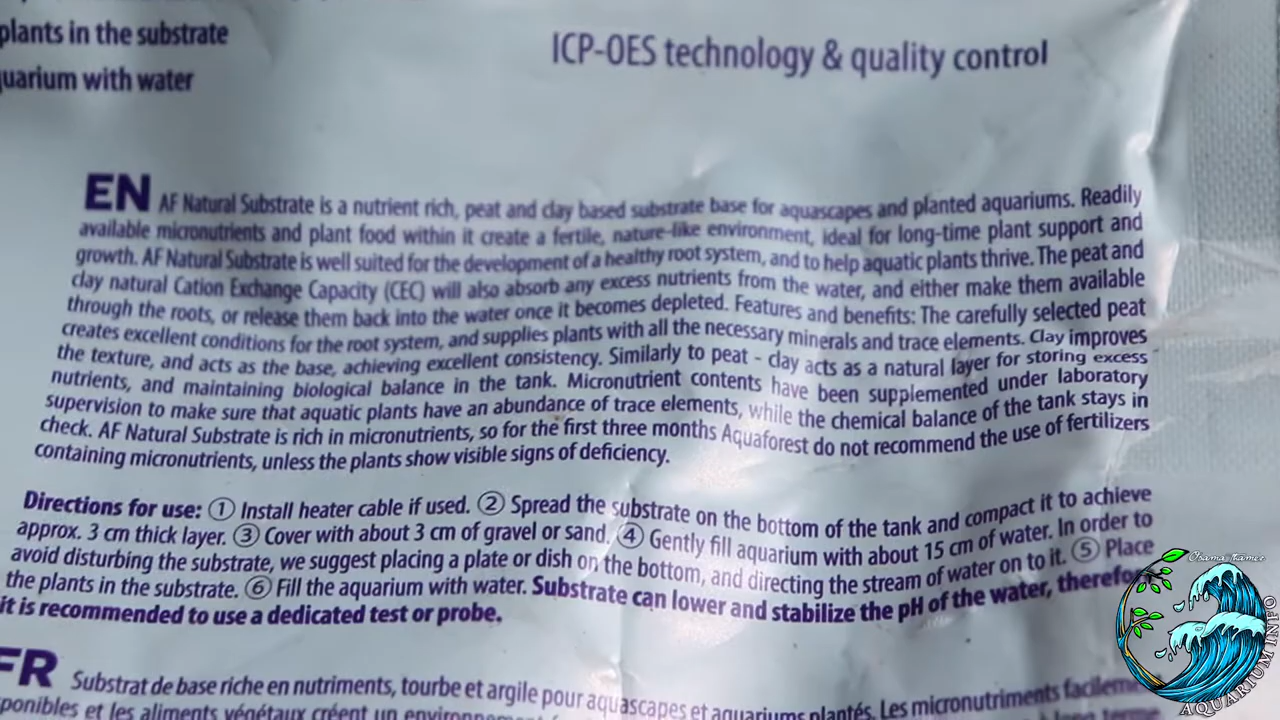 plants in the substrate
quarium with water
ICP-OES technology & quality control
EN AF Natural Substrate is a nutrient rich, peat and clay based substrate base for aquascapes and planted aquariums. Readily
available micronutrients and plant food within it create a fertile, nature-like environment, ideal for long-time plant support and
growth. AF Natural Substrate is well suited for the development of a healthy root system, and to help aquatic plants thrive. The peat and
clay natural Cation Exchange Capacity (CEC) will also absorb any excess nutrients from the water, and either make them available
through the roots, or release them back into the water once it becomes depleted. Features and benefits: The carefully selected peat
creates excellent conditions for the root system, and supplies plants with all the necessary minerals and trace elements. Clay improves
the texture, and acts as the base, achieving excellent consistency. Similarly to peat - clay acts as a natural layer for storing excess
nutrients, and maintaining biological balance in the tank. Micronutrient contents have been supplemented under laboratory
supervision to make sure that aquatic plants have an abundance of trace elements, while the chemical balance of the tank stays in
check. AF Natural Substrate is rich in micronutrients, so for the first three months Aquaforest do not recommend the use of fertilizers
containing micronutrients, unless the plants show visible signs of deficiency.
Directions for use: ① Install heater cable if used. ② Spread the substrate on the bottom of the tank and compact it to achieve
approx. 3 cm thick layer. ③ Cover with about 3 cm of gravel or sand. ④ Gently fill aquarium with about 15 cm of water. In order to
avoid disturbing the substrate, we suggest placing a plate or dish on the bottom, and directing the stream of water on to it. ⑤ Place
the plants in the substrate. ⑥ Fill the aquarium with water. Substrate can lower and stabilize the pH of the water, therefor
it is recommended to use a dedicated test or probe.
FR Substrat de base riche en nutriments, tourbe et argile pour aquascapes et aquariums plantés. Les micronutriments facileme
ponibles et les aliments végétaux créent un
Osama Tamer
AQUARIUM INFO